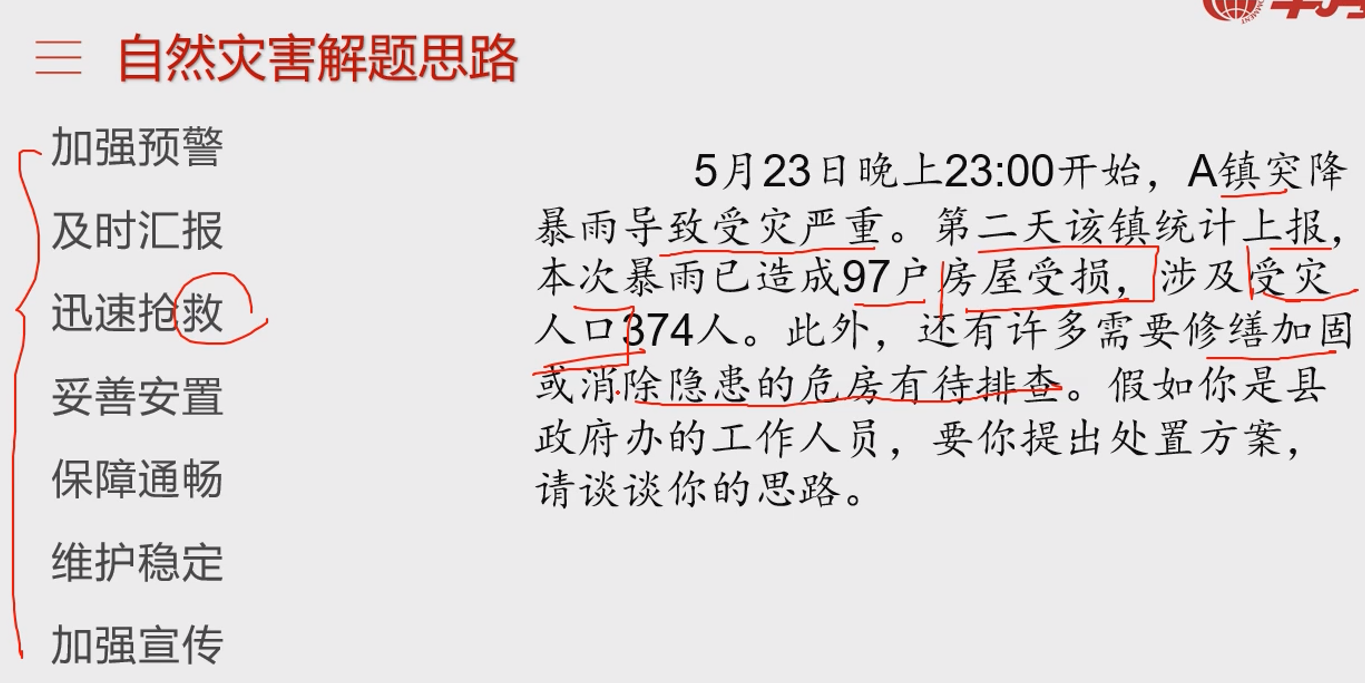 自然灾害解题思路
加强预警
及时汇报
迅速抢救
妥善安置
保障通畅
维护稳定
加强宣传
5月23日晚上23:00开始，A镇突降
暴雨导致受灾严重。第二天该镇统计上报，
本次暴雨已造成97户房屋受损，涉及受灾
人口374人。此外，还有许多需要修缮加固
或消除隐患的危房有待排查。假如你是县
政府办的工作人员，要你提出处置方案，
请谈谈你的思路。